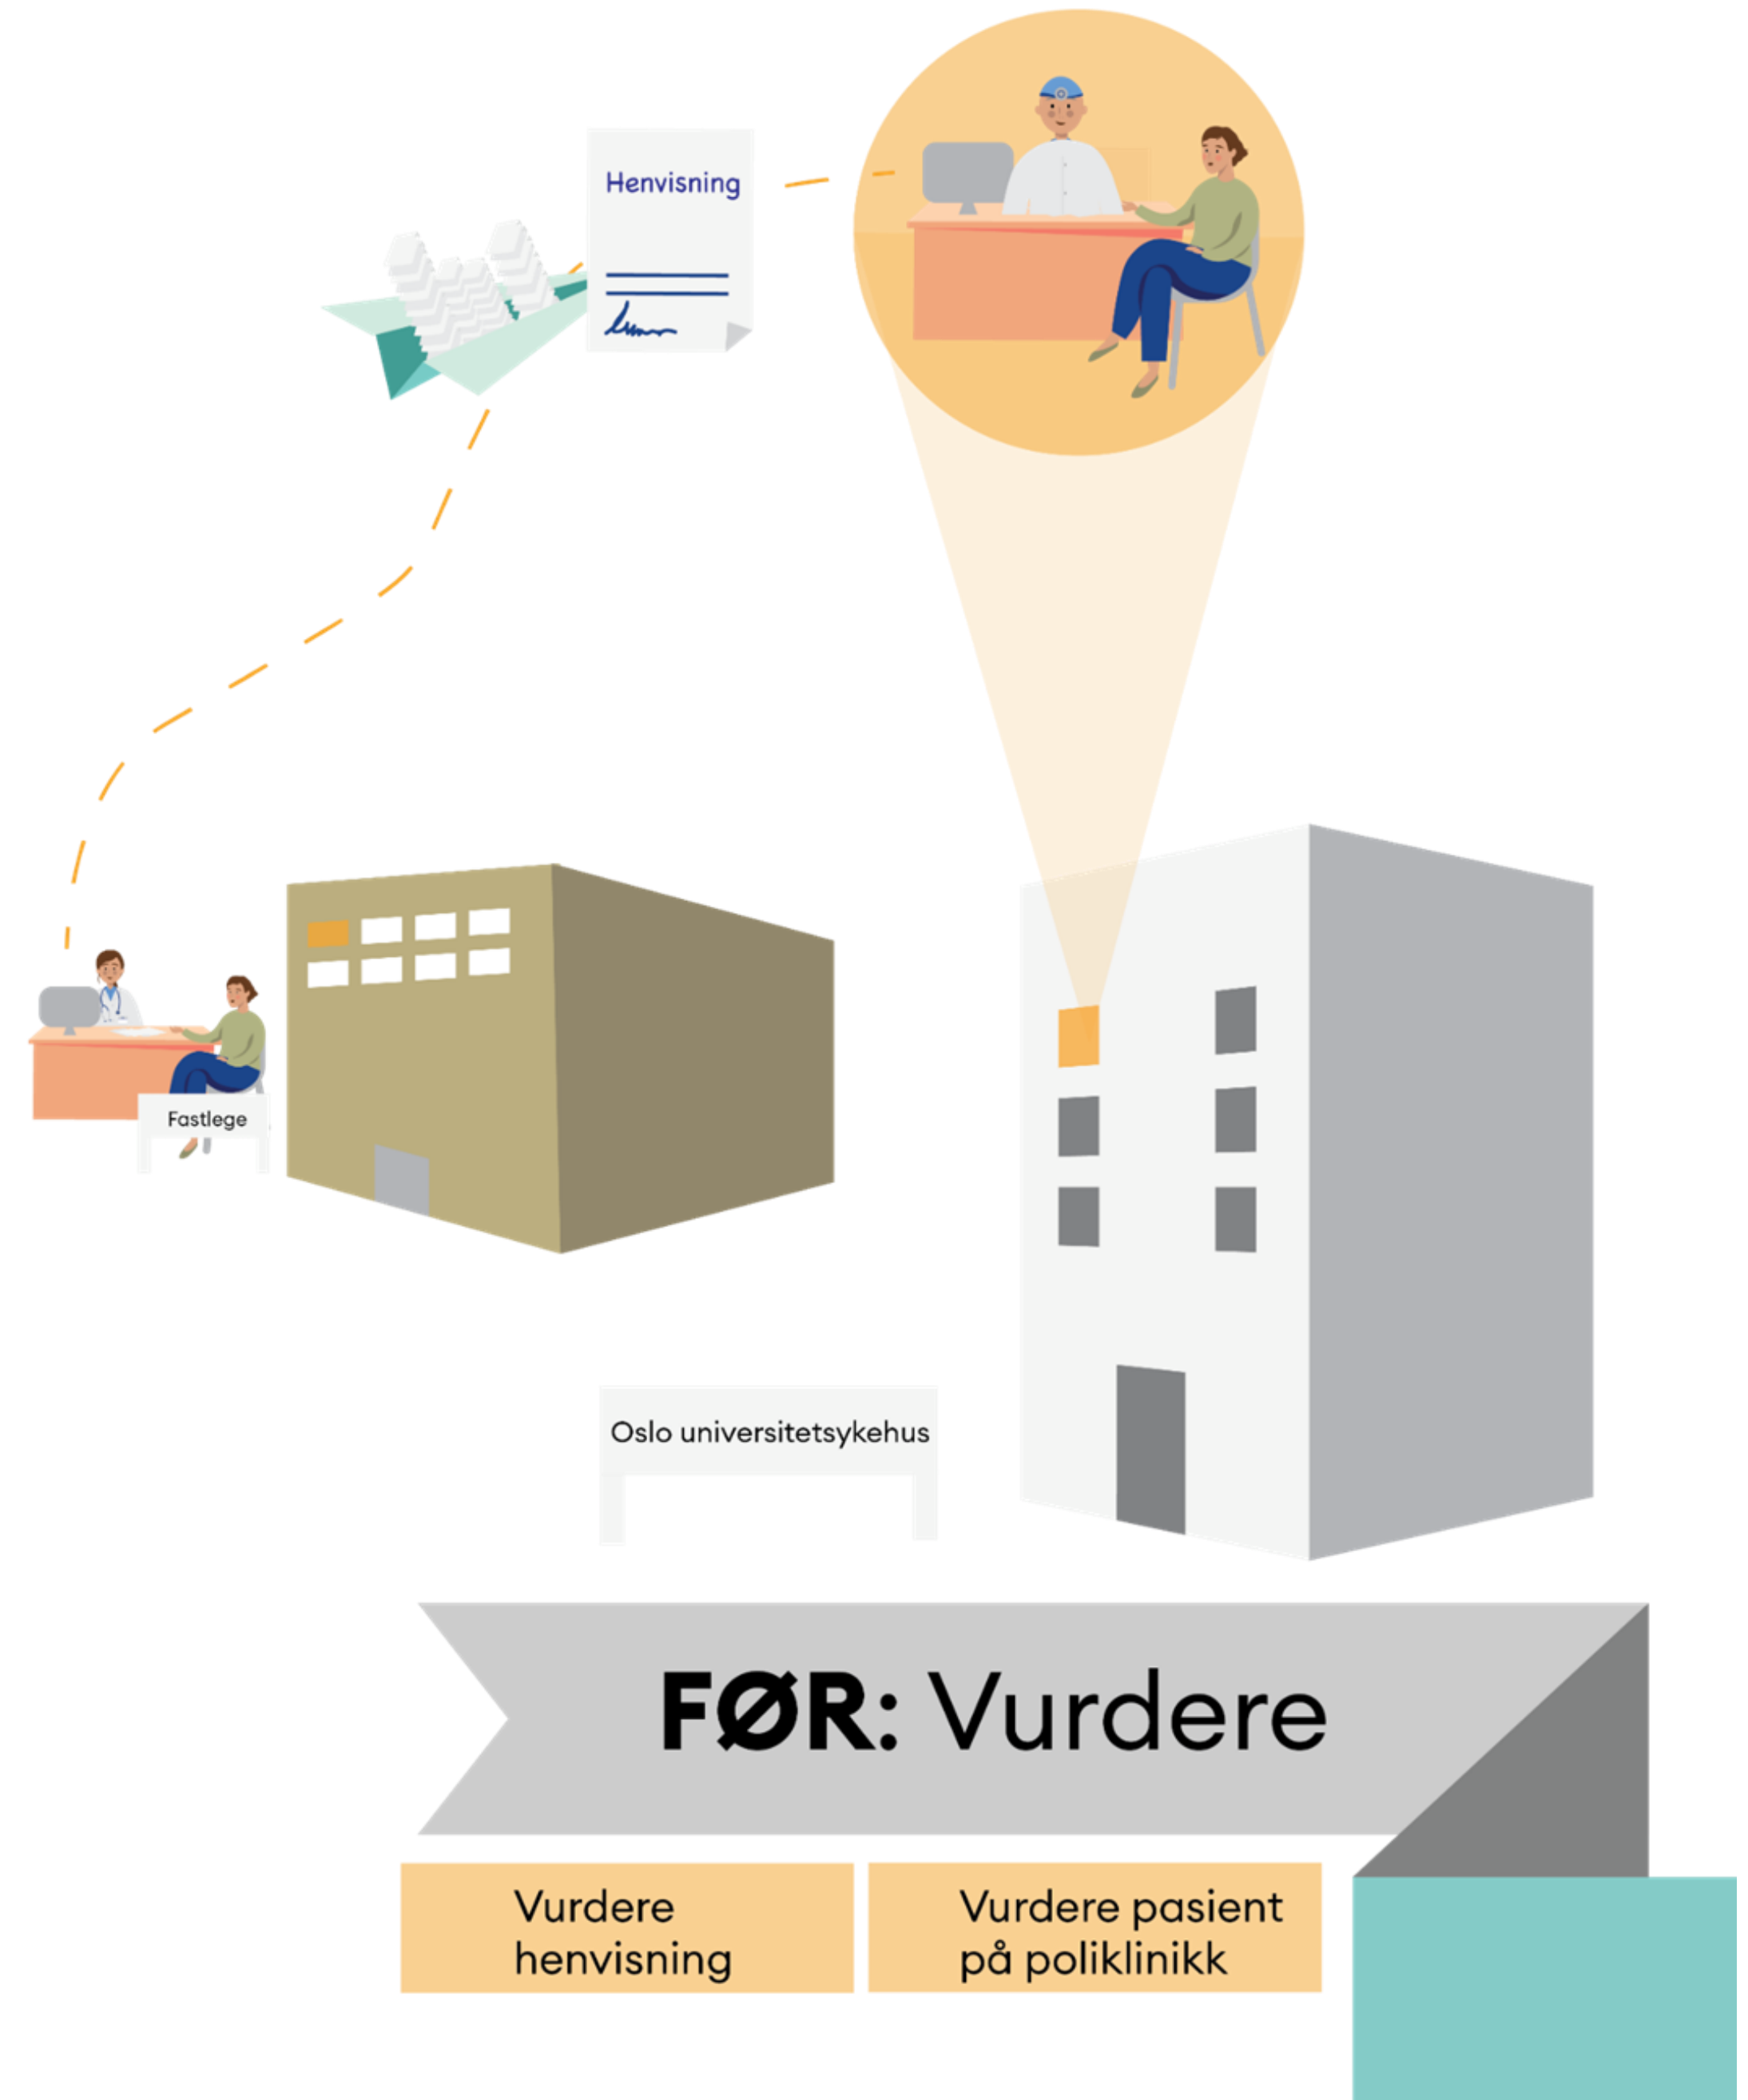 Henvisning
Fastlege
Oslo universitetsykehus
FØR: Vurdere
Vurdere
henvisning
Vurdere pasient
på poliklinikk